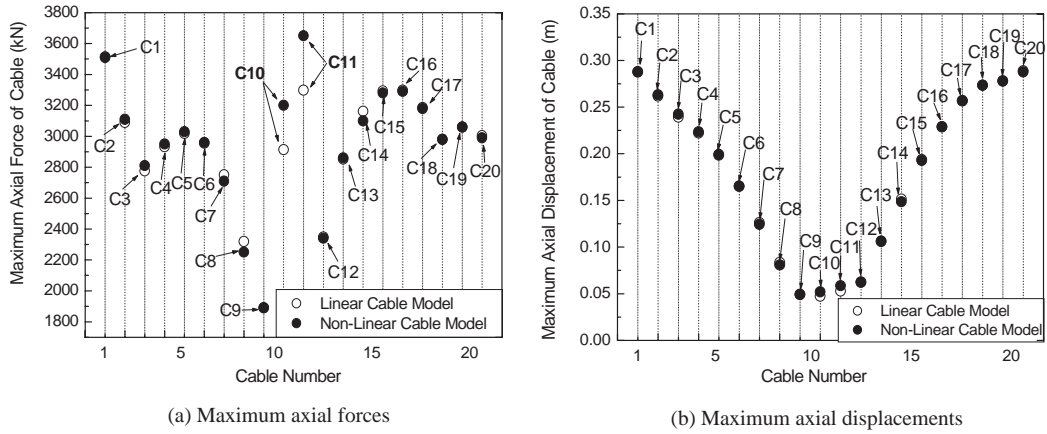 3800
3600
3400
3200
3000
2800
2600
2400
2200
2000
1800
Maximum Axial Force of Cable (kN)
C1
C2
C3
C4
C5
C6
C7
C8
C9
C10
C11
C12
C13
C14
C15
C16
C17
C18
C19
C20
Linear Cable Model
Non-Linear Cable Model
1 5 10 15 20
Cable Number
(a) Maximum axial forces
0.35
0.30
0.25
0.20
0.15
0.10
0.05
0.00
Maximum Axial Displacement of Cable (m)
C1
C2
C3
C4
C5
C6
C7
C8
C9
C10
C11
C12
C13
C14
C15
C16
C17
C18
C19
C20
Linear Cable Model
Non-Linear Cable Model
1 5 10 15 20
Cable Number
(b) Maximum axial displacements